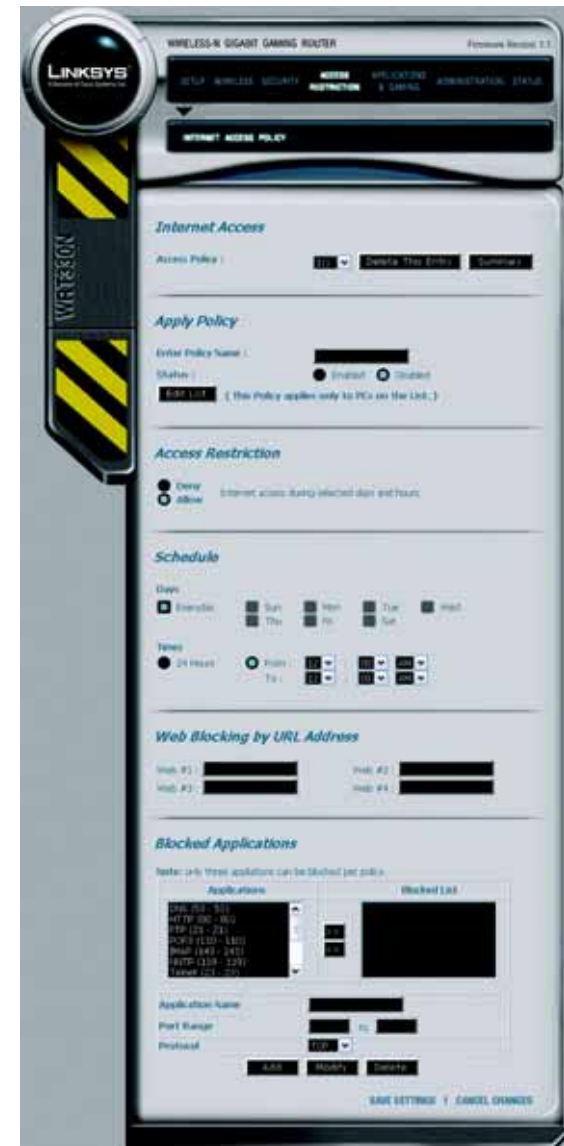 WIRELESS-N GIGABIT GAMING ROUTER
Firmware Version: 1.1
LINKSYS
A Division of Cisco Systems, Inc.
SETUP WIRELESS SECURITY ACCESS RESTRICTION APPLICATIONS & GAMING ADMINISTRATION STATUS
INTERNET ACCESS POLICY
WRT330N
Internet Access
Access Policy :
Delete This Entry Summary
Apply Policy
Enter Policy Name :
Status : Enabled Disabled
Edit List ( This Policy applies only to PCs on the List. )
Access Restriction
Deny
Allow
Internet access during selected days and hours.
Schedule
Days
Everyday Sun Mon Tue Wed
Thu Fri Sat
Times
24 Hours From : 12 : 00 AM
To : 12 : 00 AM
Web Blocking by URL Address
Web #1 : Web #2 :
Web #3 : Web #4 :
Blocked Applications
Note: only three applications can be blocked per policy.
Applications Blocked List
DNS (53 - 53)
HTTP (80 - 80)
FTP (21 - 21)
POP3 (110 - 110)
IMAP (143 - 143)
NNTP (119 - 119)
Telnet (23 - 23)
>>
<<
Application Name
Port Range to
Protocol TCP
Add Modify Delete
SAVE SETTINGS | CANCEL CHANGES